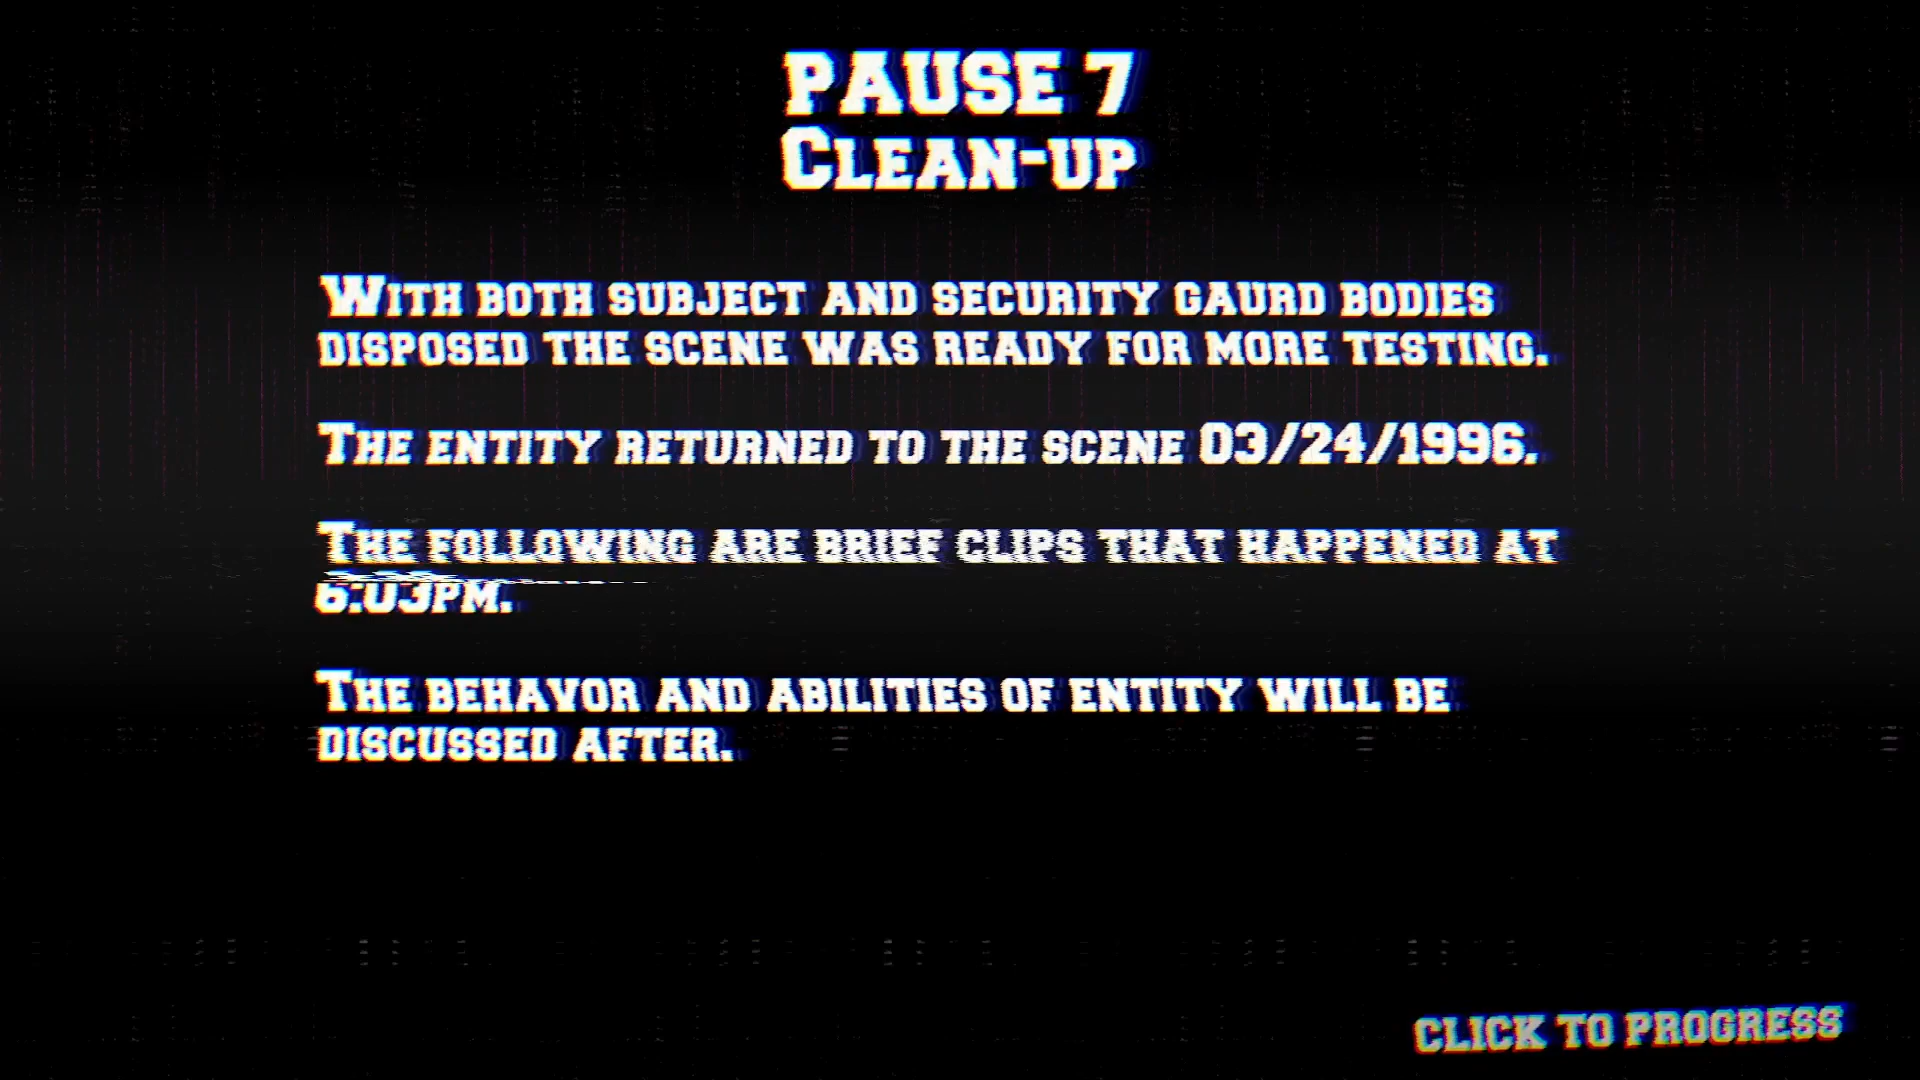 PAUSE 7
Clean-up
With both subject and security gaurd bodies
disposed the scene was ready for more testing.
The entity returned to the scene 03/24/1996.
The following are brief clips that happened at
6:03pm.
The behavor and abilities of entity will be
discussed after.
CLICK TO PROGRESS